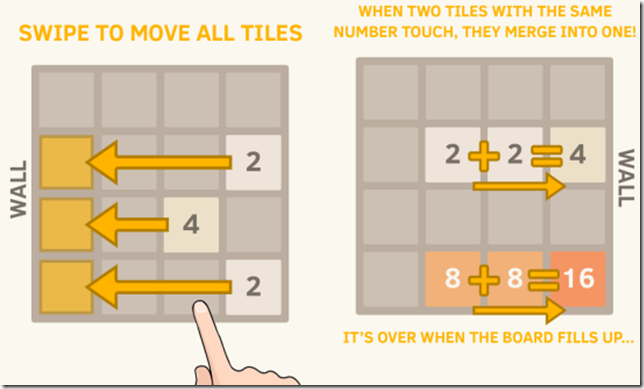 SWIPE TO MOVE ALL TILES
WALL
2
4
2
WHEN TWO TILES WITH THE SAME
NUMBER TOUCH, THEY MERGE INTO ONE!
2 + 2 = 4
8 + 8 = 16
WALL
IT'S OVER WHEN THE BOARD FILLS UP...